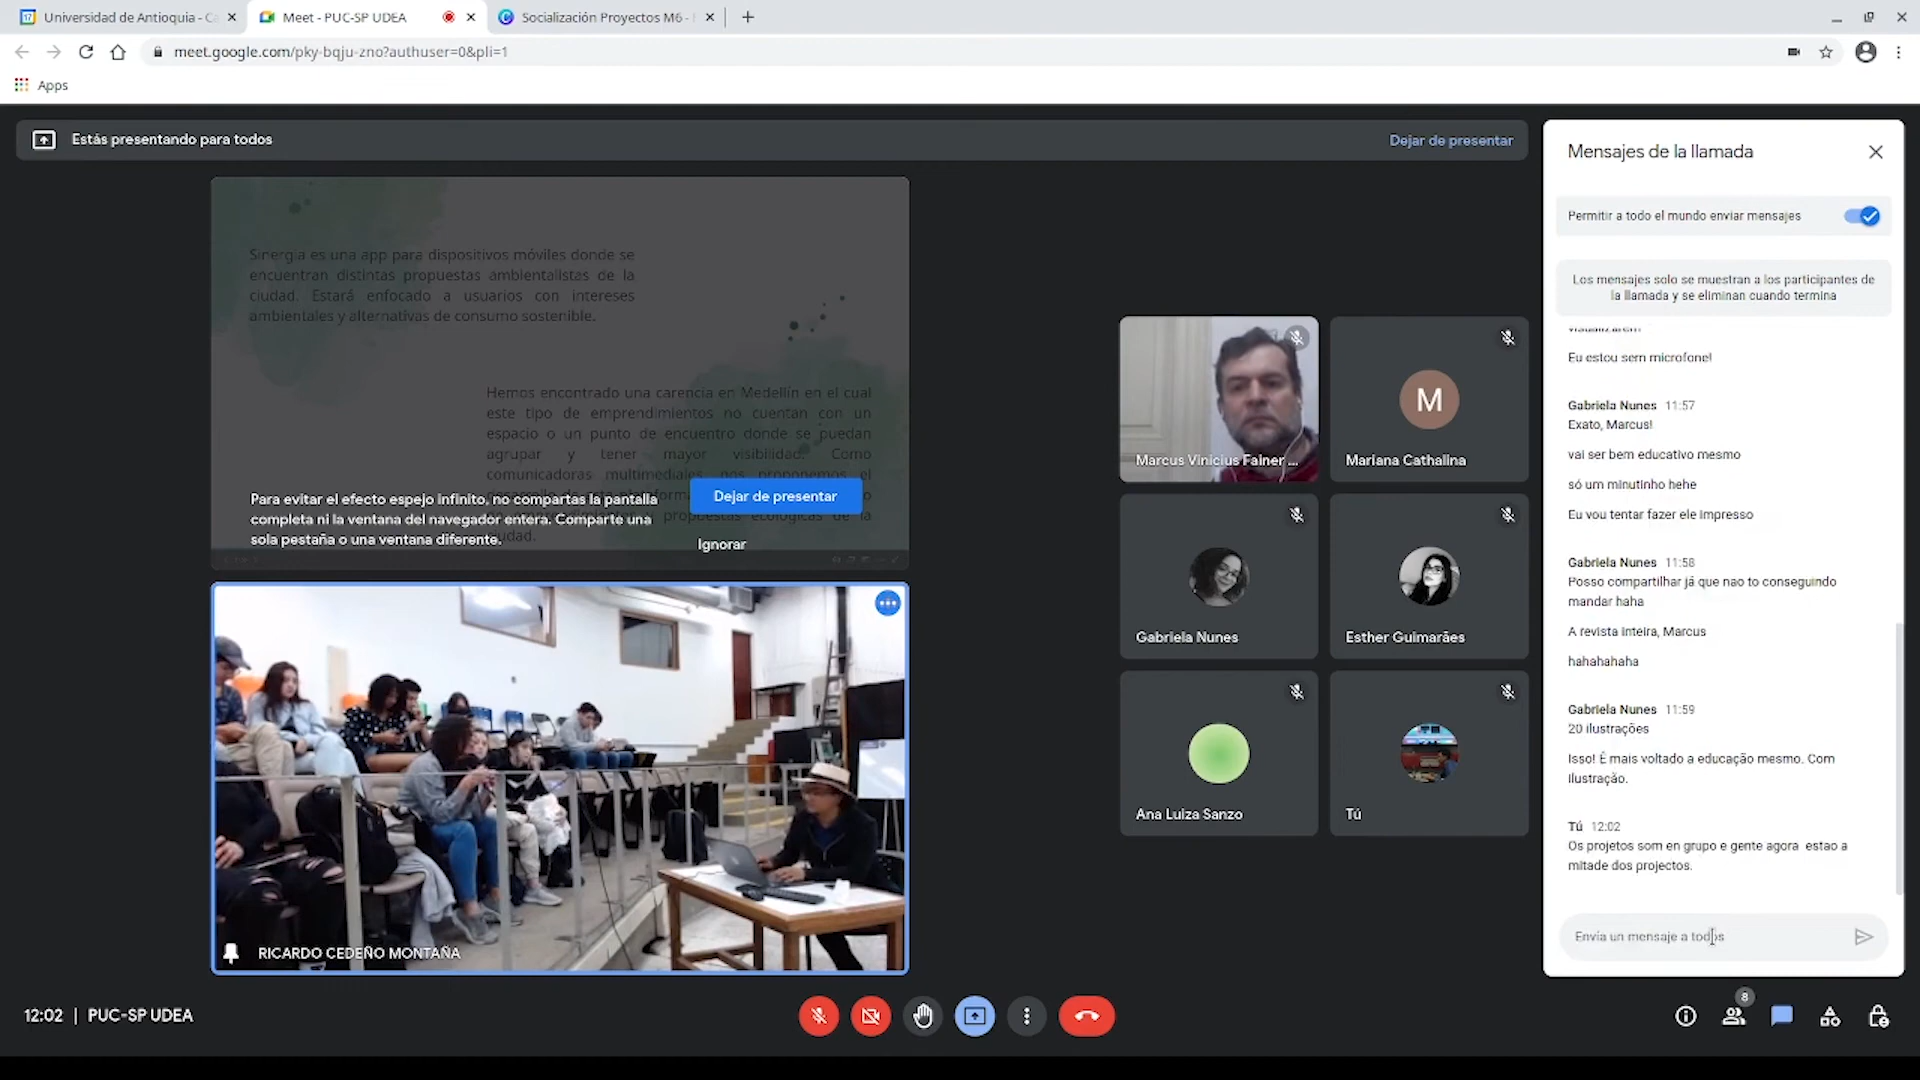 Universidad de Antioquia - Ca
Meet - PUC-SP UDEA
Socialización Proyectos M6 -
meet.google.com/pky-bqju-zno?authuser=0&pli=1
Apps
Estás presentando para todos
Dejar de presentar
Sinergia es una app para dispositivos móviles donde se
encuentran distintas propuestas ambientalistas de la
ciudad. Estará enfocado a usuarios con intereses
ambientales y alternativas de consumo sostenible.
Hemos encontrado una carencia en Medellín en el cual
este tipo de emprendimientos no cuentan con un
espacio o un punto de encuentro donde se puedan
agrupar y tener mayor visibilidad. Como
comunicadoras multimediales, nos proponemos el
propuestas ecológicas de la
ciudad.
Para evitar el efecto espejo infinito, no compartas la pantalla
completa ni la ventana del navegador entera. Comparte una
sola pestaña o una ventana diferente.
Dejar de presentar
Ignorar
RICARDO CEDEÑO MONTAÑA
Marcus Vinicius Fainer ...
M
Mariana Cathalina
Gabriela Nunes
Esther Guimarães
Ana Luiza Sanzo
Tú
Mensajes de la llamada
Permitir a todo el mundo enviar mensajes
Los mensajes solo se muestran a los participantes de
la llamada y se eliminan cuando termina
visualizarem
Eu estou sem microfone!
Gabriela Nunes 11:57
Exato, Marcus!
vai ser bem educativo mesmo
só um minutinho hehe
Eu vou tentar fazer ele impresso
Gabriela Nunes 11:58
Posso compartilhar já que nao to conseguindo
mandar haha
A revista inteira, Marcus
hahahahaha
Gabriela Nunes 11:59
20 ilustrações
Isso! É mais voltado a educação mesmo. Com
ilustração.
Tú 12:02
Os projetos som en grupo e gente agora estao a
mitade dos projectos.
Envía un mensaje a todos
12:02 | PUC-SP UDEA
8